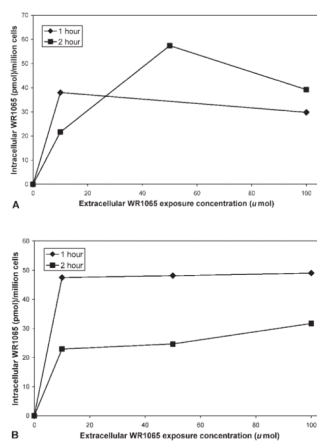 70
60
50
40
30
20
10
0
Intracellular WR1065 (pmol)/million cells
1 hour
2 hour
0 20 40 60 80 100
A Extracellular WR1065 exposure concentration (u mol)
60
50
40
30
20
10
0
Intracellular WR1065 (pmol)/million cells
1 hour
2 hour
0 20 40 60 80 100
B Extracellular WR1065 exposure concentration (u mol)